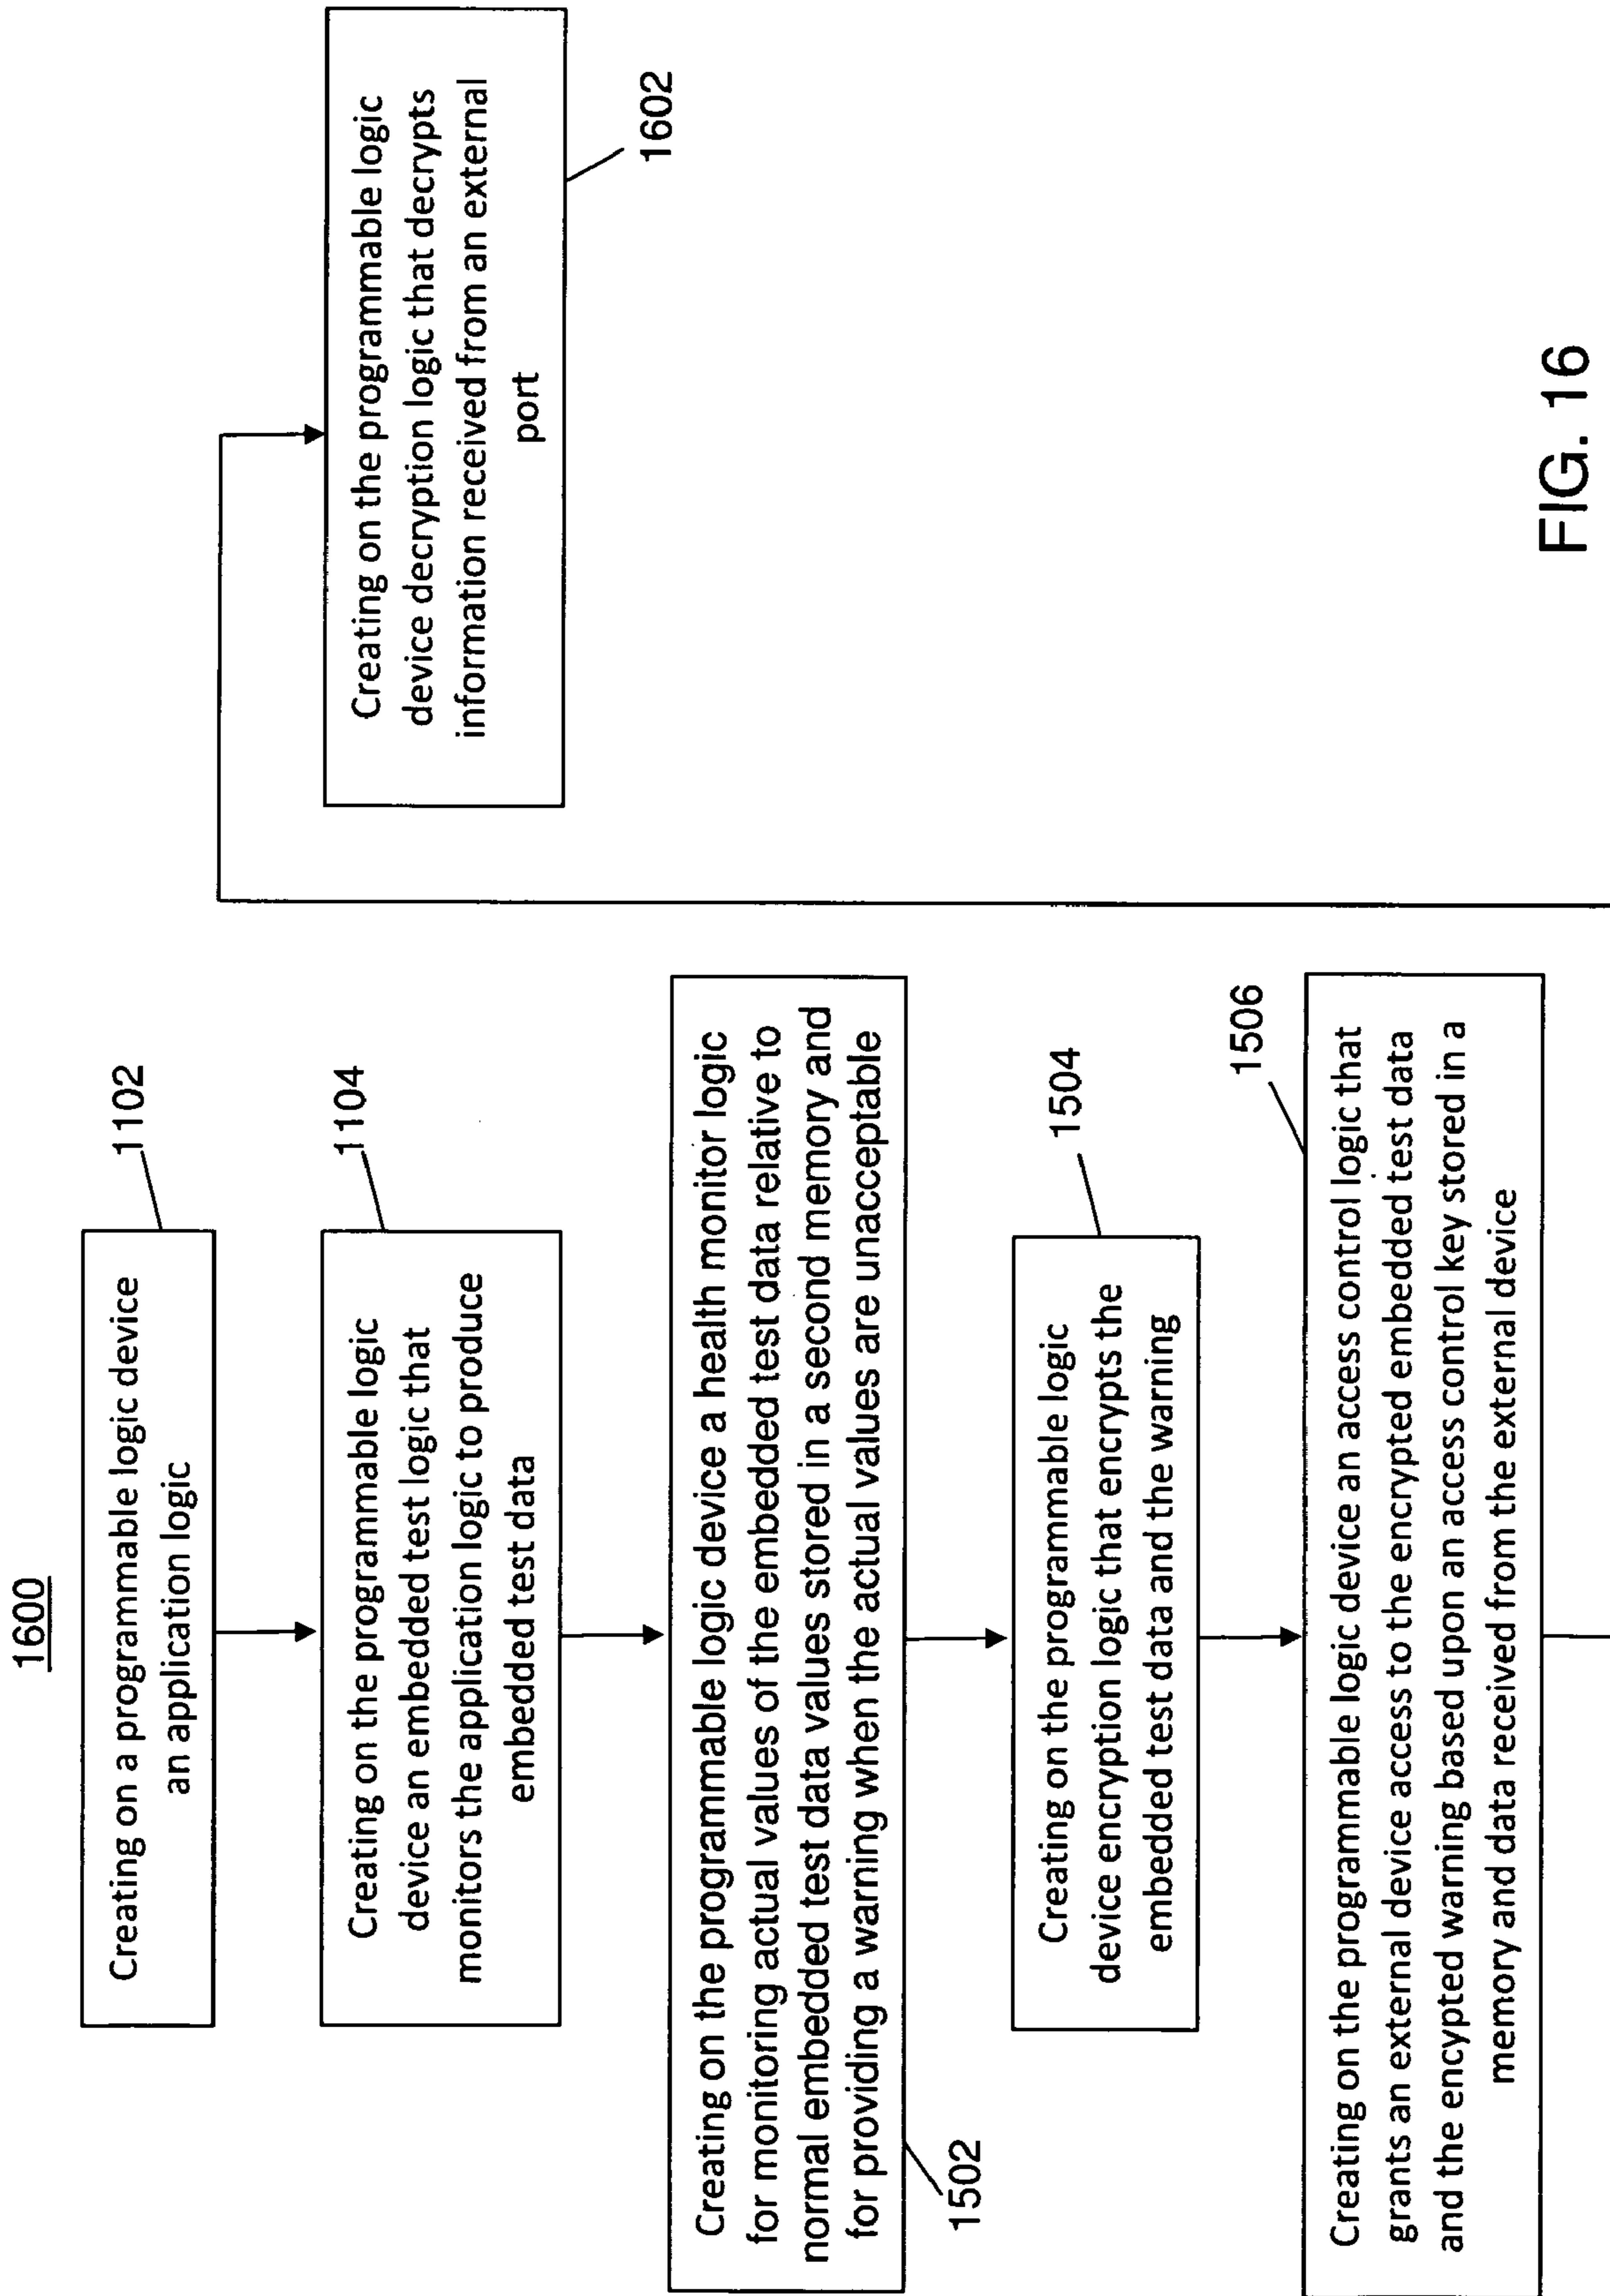 1600
Creating on a programmable logic device
an application logic
1102
Creating on the programmable logic
device an embedded test logic that
monitors the application logic to produce
embedded test data
1104
Creating on the programmable logic device a health monitor logic
for monitoring actual values of the embedded test data relative to
normal embedded test data values stored in a second memory and
for providing a warning when the actual values are unacceptable
1502
Creating on the programmable logic
device encryption logic that encrypts the
embedded test data and the warning
1504
Creating on the programmable logic device an access control logic that
grants an external device access to the encrypted embedded test data
and the encypted warning based upon an access control key stored in a
memory and data received from the external device
1506
Creating on the programmable logic
device decryption logic that decrypts
information received from an external
port
1602
FIG. 16